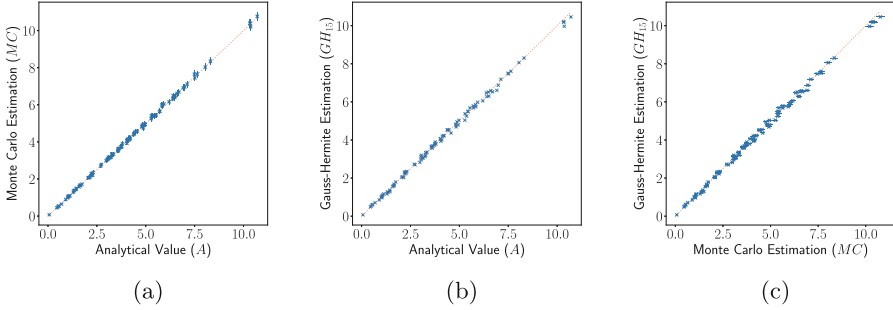 Monte Carlo Estimation (MC)
10
8
6
4
2
0
0.0 2.5 5.0 7.5 10.0
Analytical Value (A)
(a)
Gauss-Hermite Estimation (GH₁₅)
10
8
6
4
2
0
0.0 2.5 5.0 7.5 10.0
Analytical Value (A)
(b)
Gauss-Hermite Estimation (GH₁₅)
10
8
6
4
2
0
0.0 2.5 5.0 7.5 10.0
Monte Carlo Estimation (MC)
(c)